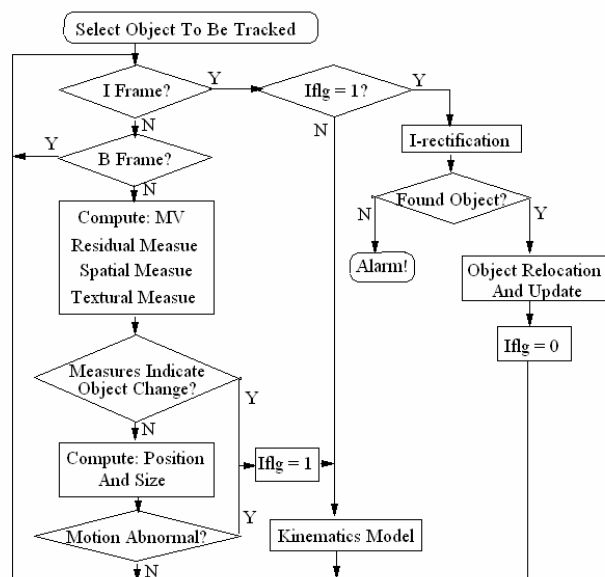 Select Object To Be Tracked
I Frame?
Y
N
Iflg = 1?
Y
N
I-rectification
B Frame?
Y
N
Found Object?
N
Y
Alarm!
Compute: MV
Residual Measue
Spatial Measue
Textural Measue
Object Relocation
And Update
Iflg = 0
Measures Indicate
Object Change?
Y
N
Compute: Position
And Size
Iflg = 1
Motion Abnormal?
Y
N
Kinematics Model